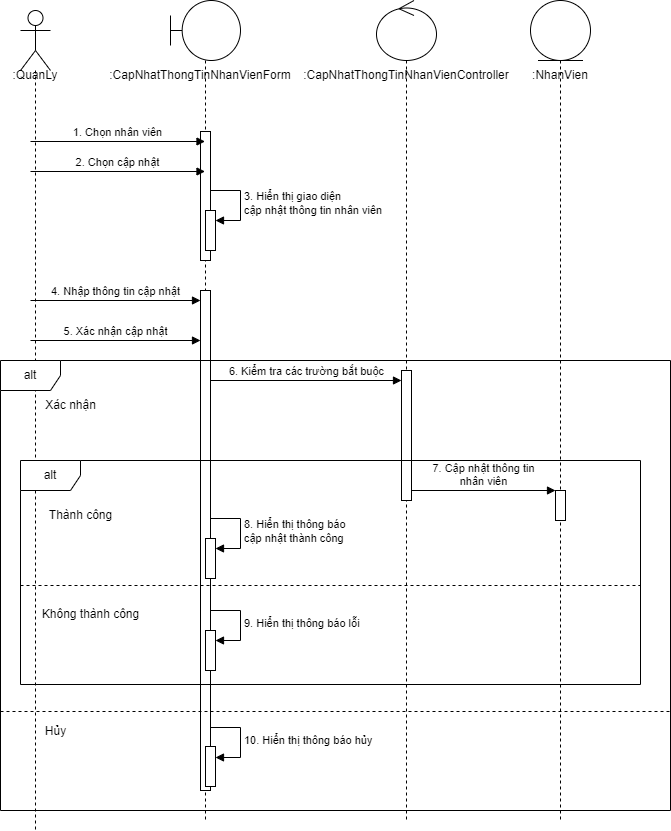 :QuanLy
:CapNhatThongTinNhanVienForm
:CapNhatThongTinNhanVienController
:NhanVien
1. Chọn nhân viên
2. Chọn cập nhật
3. Hiển thị giao diện
cập nhật thông tin nhân viên
4. Nhập thông tin cập nhật
5. Xác nhận cập nhật
alt
6. Kiểm tra các trường bắt buộc
Xác nhận
alt
7. Cập nhật thông tin
nhân viên
Thành công
8. Hiển thị thông báo
cập nhật thành công
Không thành công
9. Hiển thị thông báo lỗi
Hủy
10. Hiển thị thông báo hủy